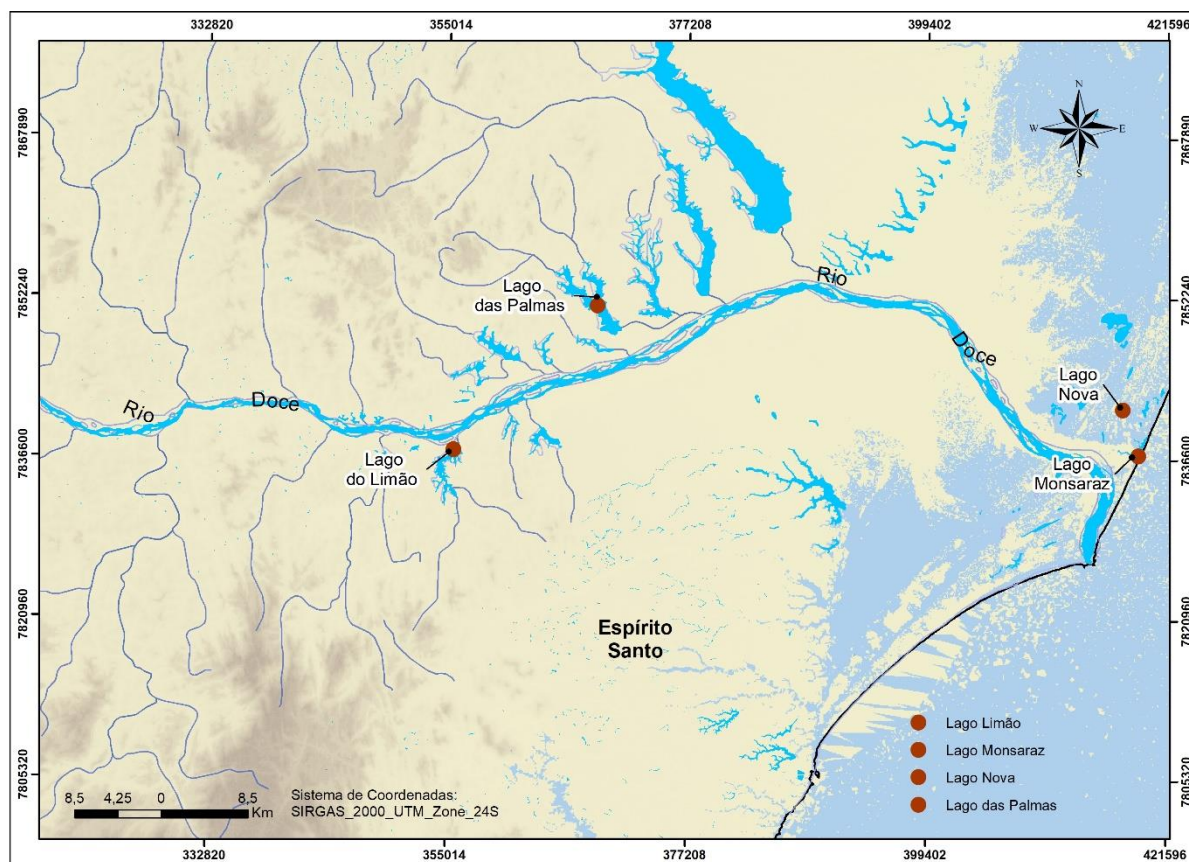 332820
355014
377208
399402
421596
7867890
7867890
N
W
E
S
Lago
das Palmas
Rio
7852240
7852240
Doce
Lago
Nova
Rio
Doce
7836600
7836600
Lago
do Limão
Lago
Monsaraz
7820960
7820960
Espírito
Santo
Lago Limão
Lago Monsaraz
Lago Nova
Lago das Palmas
7805320
7805320
8,5 4,25 0 8,5
Km
Sistema de Coordenadas:
SIRGAS_2000_UTM_Zone_24S
332820
355014
377208
399402
421596